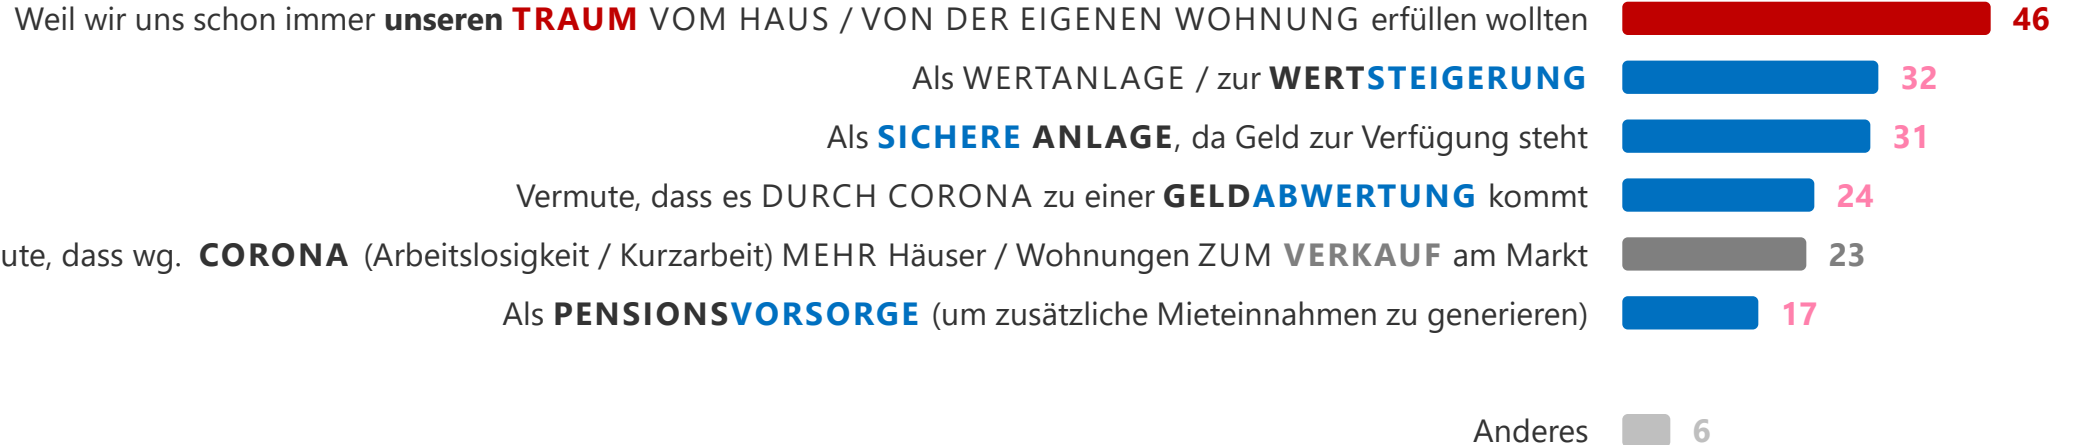 Weil wir uns schon immer unseren TRAUM VOM HAUS / VON DER EIGENEN WOHNUNG erfüllen wollten 46
Als WERTANLAGE / zur WERTSTEIGERUNG 32
Als SICHERE ANLAGE, da Geld zur Verfügung steht 31
Vermute, dass es DURCH CORONA zu einer GELDABWERTUNG kommt 24
ute, dass wg. CORONA (Arbeitslosigkeit / Kurzarbeit) MEHR Häuser / Wohnungen ZUM VERKAUF am Markt 23
Als PENSIONSVORSORGE (um zusätzliche Mieteinnahmen zu generieren) 17
Anderes 6